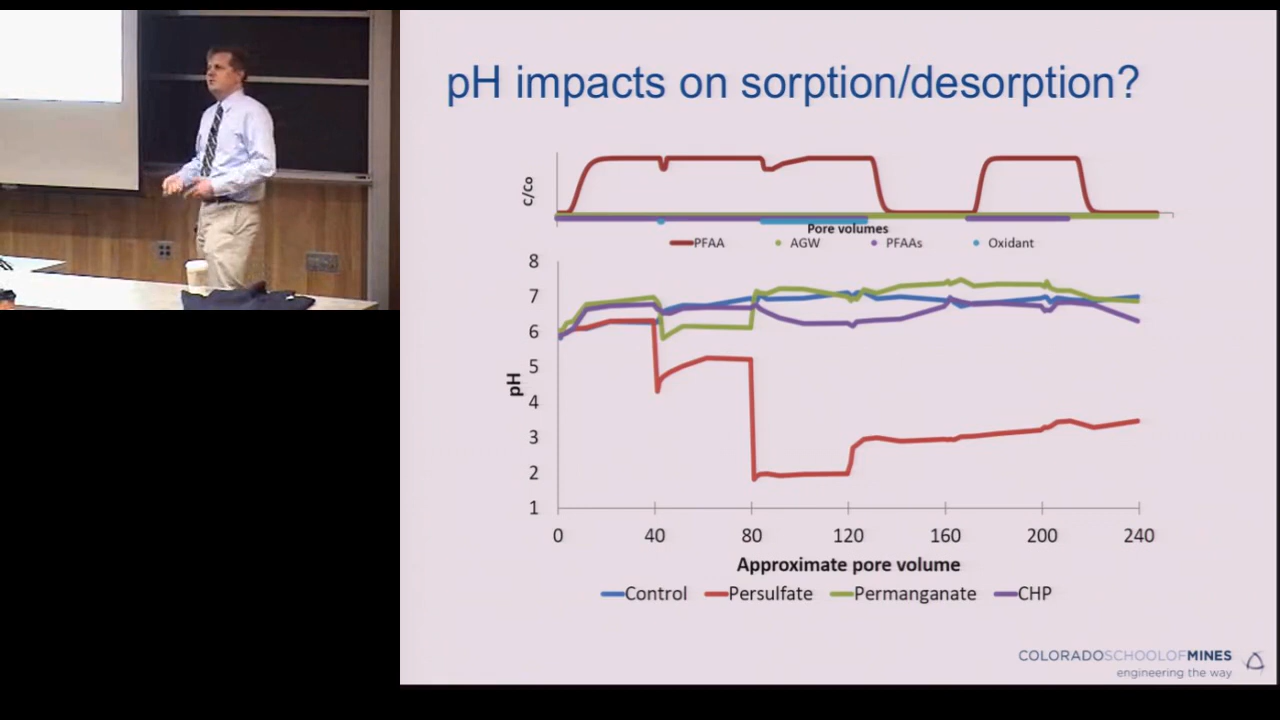 pH impacts on sorption/desorption?
c/co
Pore volumes
PFAA AGW PFAAs Oxidant
8
7
6
5
4
3
2
1
pH
0 40 80 120 160 200 240
Approximate pore volume
Control Persulfate Permanganate CHP
COLORADOSCHOOLOFMINES
engineering the way